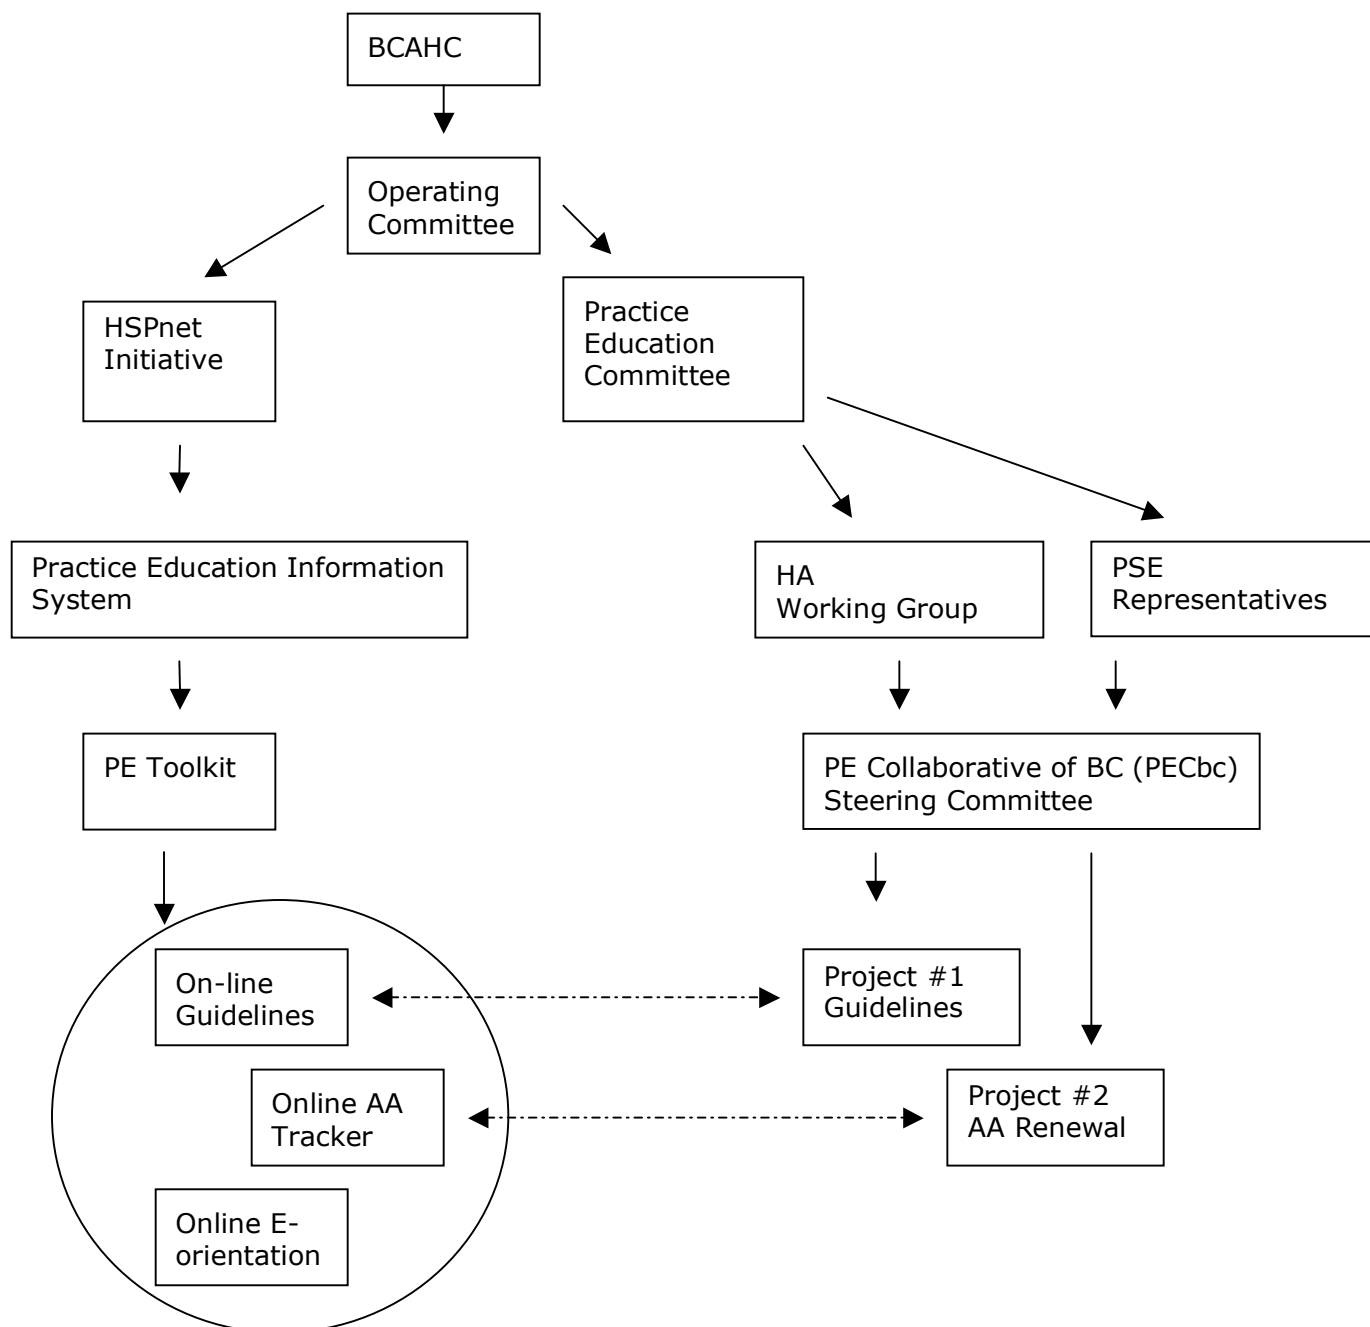 BCAHC
Operating
Committee
HSPnet
Initiative
Practice
Education
Committee
Practice Education Information
System
HA
Working Group
PSE
Representatives
PE Toolkit
PE Collaborative of BC (PECbc)
Steering Committee
On-line
Guidelines
Project #1
Guidelines
Online AA
Tracker
Project #2
AA Renewal
Online E-
orientation